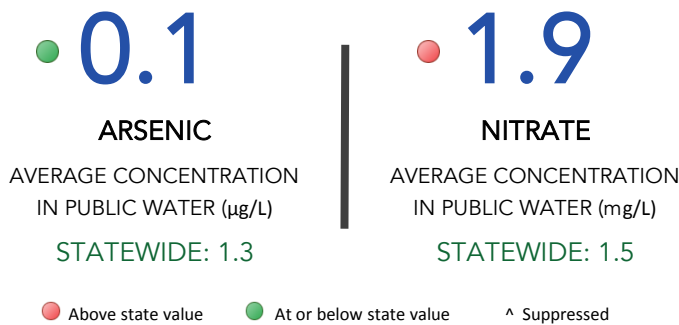 0.1
ARSENIC
AVERAGE CONCENTRATION
IN PUBLIC WATER (µg/L)
STATEWIDE: 1.3
1.9
NITRATE
AVERAGE CONCENTRATION
IN PUBLIC WATER (mg/L)
STATEWIDE: 1.5
Above state value
At or below state value
^ Suppressed